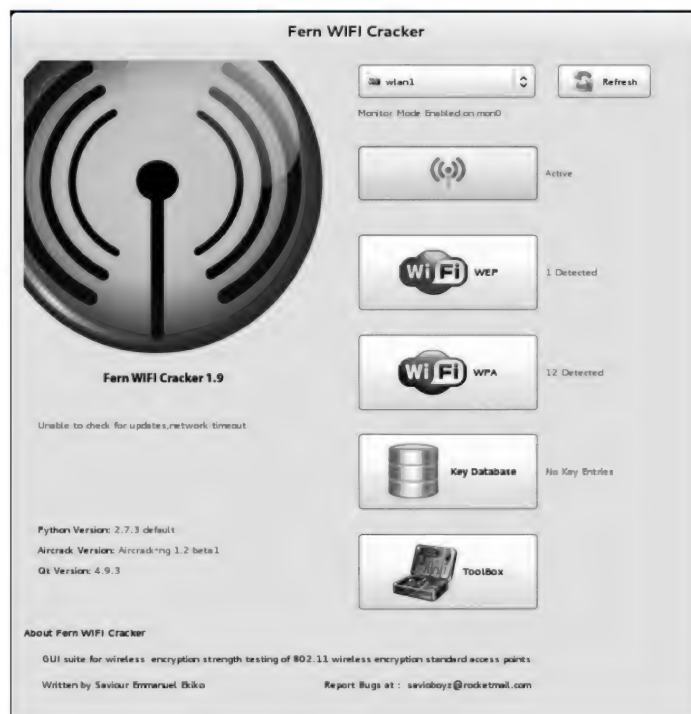 Fern WIFI Cracker
wlan1
Refresh
Monitor Mode Enabled on mon0
Active
WiFi WEP
1 Detected
WiFi WPA
12 Detected
Fern WIFI Cracker 1.9
Unable to check for updates,network timeout
Key Database
No Key Entries
Python Version: 2.7.3 default
Aircrack Version: Aircrack-ng 1.2 beta1
Qt Version: 4.9.3
ToolBox
About Fern WIFI Cracker
GUI suite for wireless encryption strength testing of 802.11 wireless encryption standard access points
Written by Saviour Emmanuel Ekiko
Report Bugs at : savioboyz@rocketmail.com